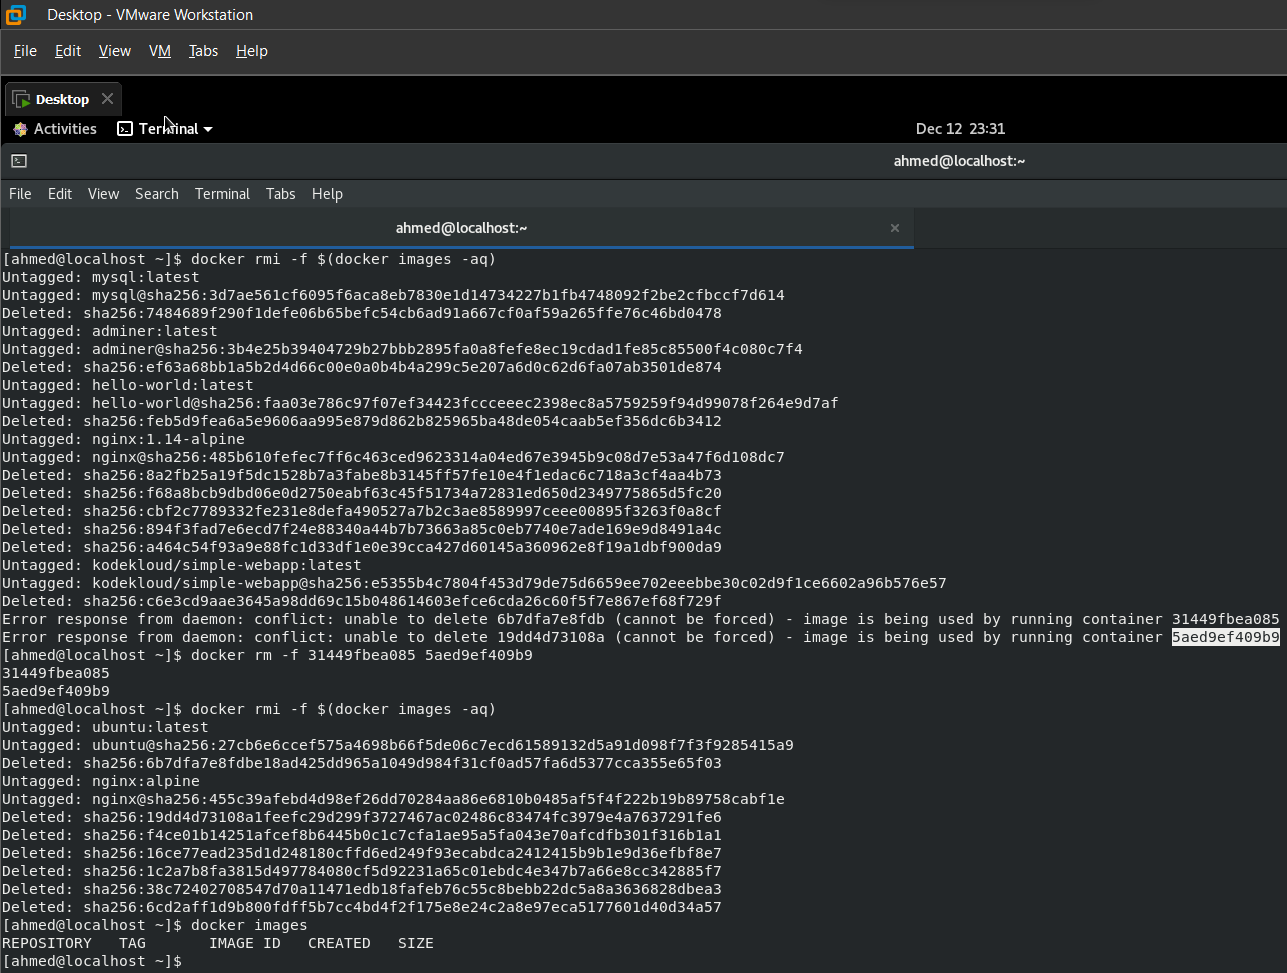 Desktop - VMware Workstation
File Edit View VM Tabs Help
Desktop
Activities Terminal Dec 12 23:31
ahmed@localhost:~
File Edit View Search Terminal Tabs Help
ahmed@localhost:~
[ahmed@localhost ~]$ docker rmi -f $(docker images -aq)
Untagged: mysql:latest
Untagged: mysql@sha256:3d7ae561cf6095f6aca8eb7830e1d14734227b1fb4748092f2be2cfbccf7d614
Deleted: sha256:7484689f290f1defe06b65befc54cb6ad91a667cf0af59a265ffe76c46bd0478
Untagged: adminer:latest
Untagged: adminer@sha256:3b4e25b39404729b27bbb2895fa0a8fefe8ec19cdad1fe85c85500f4c080c7f4
Deleted: sha256:ef63a68bb1a5b2d4d66c00e0a0b4b4a299c5e207a6d0c62d6fa07ab3501de874
Untagged: hello-world:latest
Untagged: hello-world@sha256:faa03e786c97f07ef34423fccceeec2398ec8a5759259f94d99078f264e9d7af
Deleted: sha256:feb5d9fea6a5e9606aa995e879d862b825965ba48de054caab5ef356dc6b3412
Untagged: nginx:1.14-alpine
Untagged: nginx@sha256:485b610fefec7ff6c463ced9623314a04ed67e3945b9c08d7e53a47f6d108dc7
Deleted: sha256:8a2fb25a19f5dc1528b7a3fabe8b3145ff57fe10e4f1edac6c718a3cf4aa4b73
Deleted: sha256:f68a8bcb9dbd06e0d2750eabf63c45f51734a72831ed650d2349775865d5fc20
Deleted: sha256:cbf2c7789332fe231e8defa490527a7b2c3ae8589997ceee00895f3263f0a8cf
Deleted: sha256:894f3fad7e6ecd7f24e88340a44b7b73663a85c0eb7740e7ade169e9d8491a4c
Deleted: sha256:a464c54f93a9e88fc1d33df1e0e39cca427d60145a360962e8f19a1dbf900da9
Untagged: kodekloud/simple-webapp:latest
Untagged: kodekloud/simple-webapp@sha256:e5355b4c7804f453d79de75d6659ee702eeebbe30c02d9f1ce6602a96b576e57
Deleted: sha256:c6e3cd9aae3645a98dd69c15b048614603efce6cda26c60f5f7e867ef68f729f
Error response from daemon: conflict: unable to delete 6b7dfa7e8fdb (cannot be forced) - image is being used by running container 31449fbea085
Error response from daemon: conflict: unable to delete 19dd4d73108a (cannot be forced) - image is being used by running container 5aed9ef409b9
[ahmed@localhost ~]$ docker rm -f 31449fbea085 5aed9ef409b9
31449fbea085
5aed9ef409b9
[ahmed@localhost ~]$ docker rmi -f $(docker images -aq)
Untagged: ubuntu:latest
Untagged: ubuntu@sha256:27cb6e6ccef575a4698b66f5de06c7ecd61589132d5a91d098f7f3f9285415a9
Deleted: sha256:6b7dfa7e8fdbe18ad425dd965a1049d984f31cf0ad57fa6d5377cca355e65f03
Untagged: nginx:alpine
Untagged: nginx@sha256:455c39afebd4d98ef26dd70284aa86e6810b0485af5f4f222b19b89758cabf1e
Deleted: sha256:19dd4d73108a1feefc29d299f3727467ac02486c83474fc3979e4a7637291fe6
Deleted: sha256:f4ce01b14251afcef8b6445b0c1c7cfa1ae95a5fa043e70afcdfb301f316b1a1
Deleted: sha256:16ce77ead235d1d248180cffd6ed249f93ecabdca2412415b9b1e9d36efbf8e7
Deleted: sha256:1c2a7b8fa3815d497784080cf5d92231a65c01ebdc4e347b7a66e8cc342885f7
Deleted: sha256:38c72402708547d70a11471edb18fafeb76c55c8bebb22dc5a8a3636828dbea3
Deleted: sha256:6cd2aff1d9b800fdff5b7cc4bd4f2f175e8e24c2a8e97eca5177601d40d34a57
[ahmed@localhost ~]$ docker images
REPOSITORY TAG IMAGE ID CREATED SIZE
[ahmed@localhost ~]$